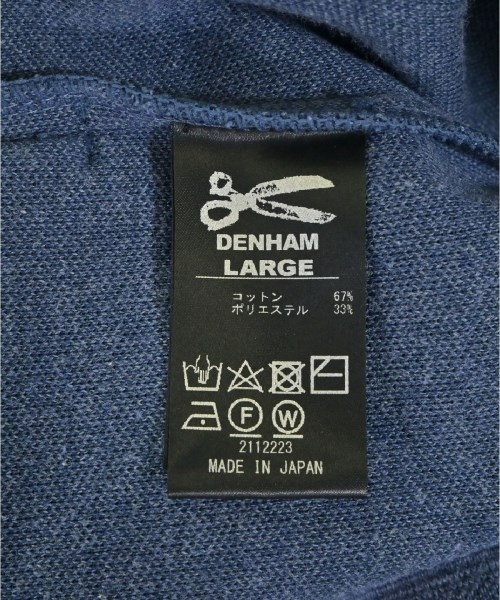 DENHAM
LARGE
コットン 67%
ポリエステル 33%
F W
2112223
MADE IN JAPAN